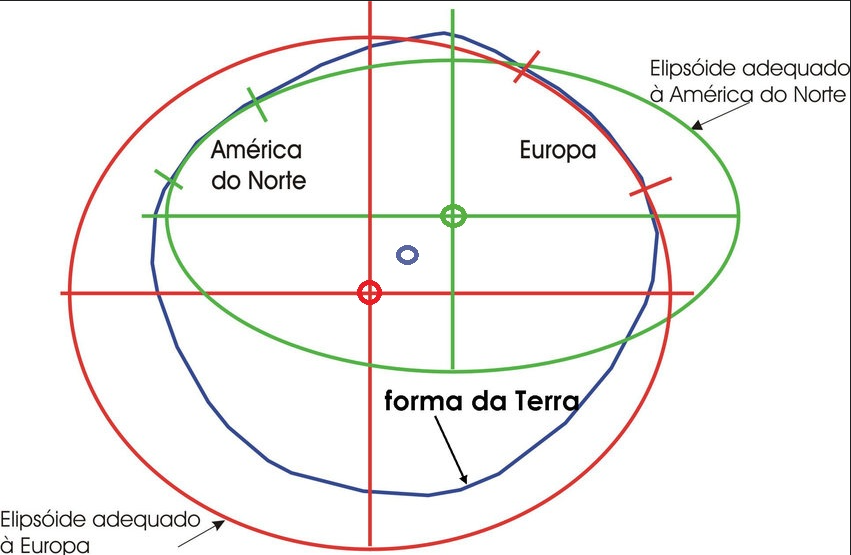 Elipsóide adequado
à América do Norte
América
do Norte
Europa
forma da Terra
Elipsóide adequado
à Europa